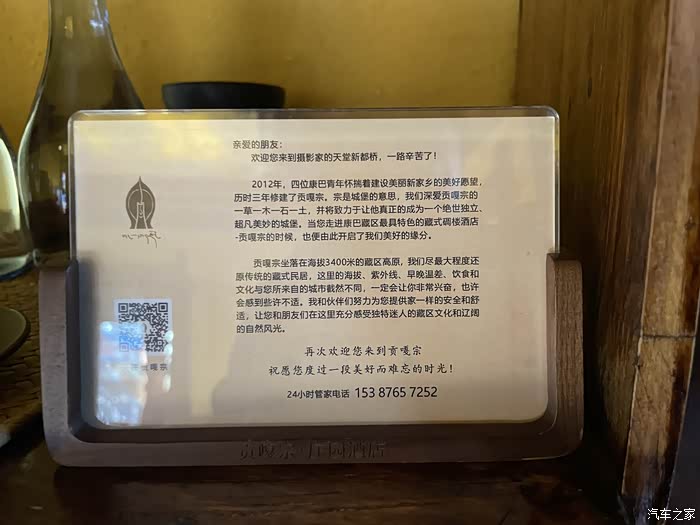 亲爱的朋友:
欢迎您来到摄影家的天堂新都桥,一路辛苦了!
2012年,四位康巴青年怀揣着建设美丽新家乡的美好愿望,
历时三年修建了贡嘎宗。宗是城堡的意思,我们深爱贡嘎宗的
一草一木一石一土,并将致力于让他真正的成为一个绝世独立、
超凡美妙的城堡。当您走进康巴藏区最具特色的藏式碉楼酒店
-贡嘎宗的时候,也便由此开启了我们美好的缘分。
贡嘎宗坐落在海拔3400米的藏区高原,我们尽最大程度还
原传统的藏式民居,这里的海拔、紫外线、早晚温差、饮食和
文化与您所来自的城市截然不同,一定会让你非常兴奋,也许
会感到些许不适。我和伙伴们努力为您提供家一样的安全和舒
适,让您和朋友们在这里充分感受独特迷人的藏区文化和辽阔
的自然风光。
再次欢迎您来到贡嘎宗
祝愿您度过一段美好而难忘的时光!
24小时管家电话 153 8765 7252
贡嘎宗
贡嘎宗·庄园酒店
汽车之家